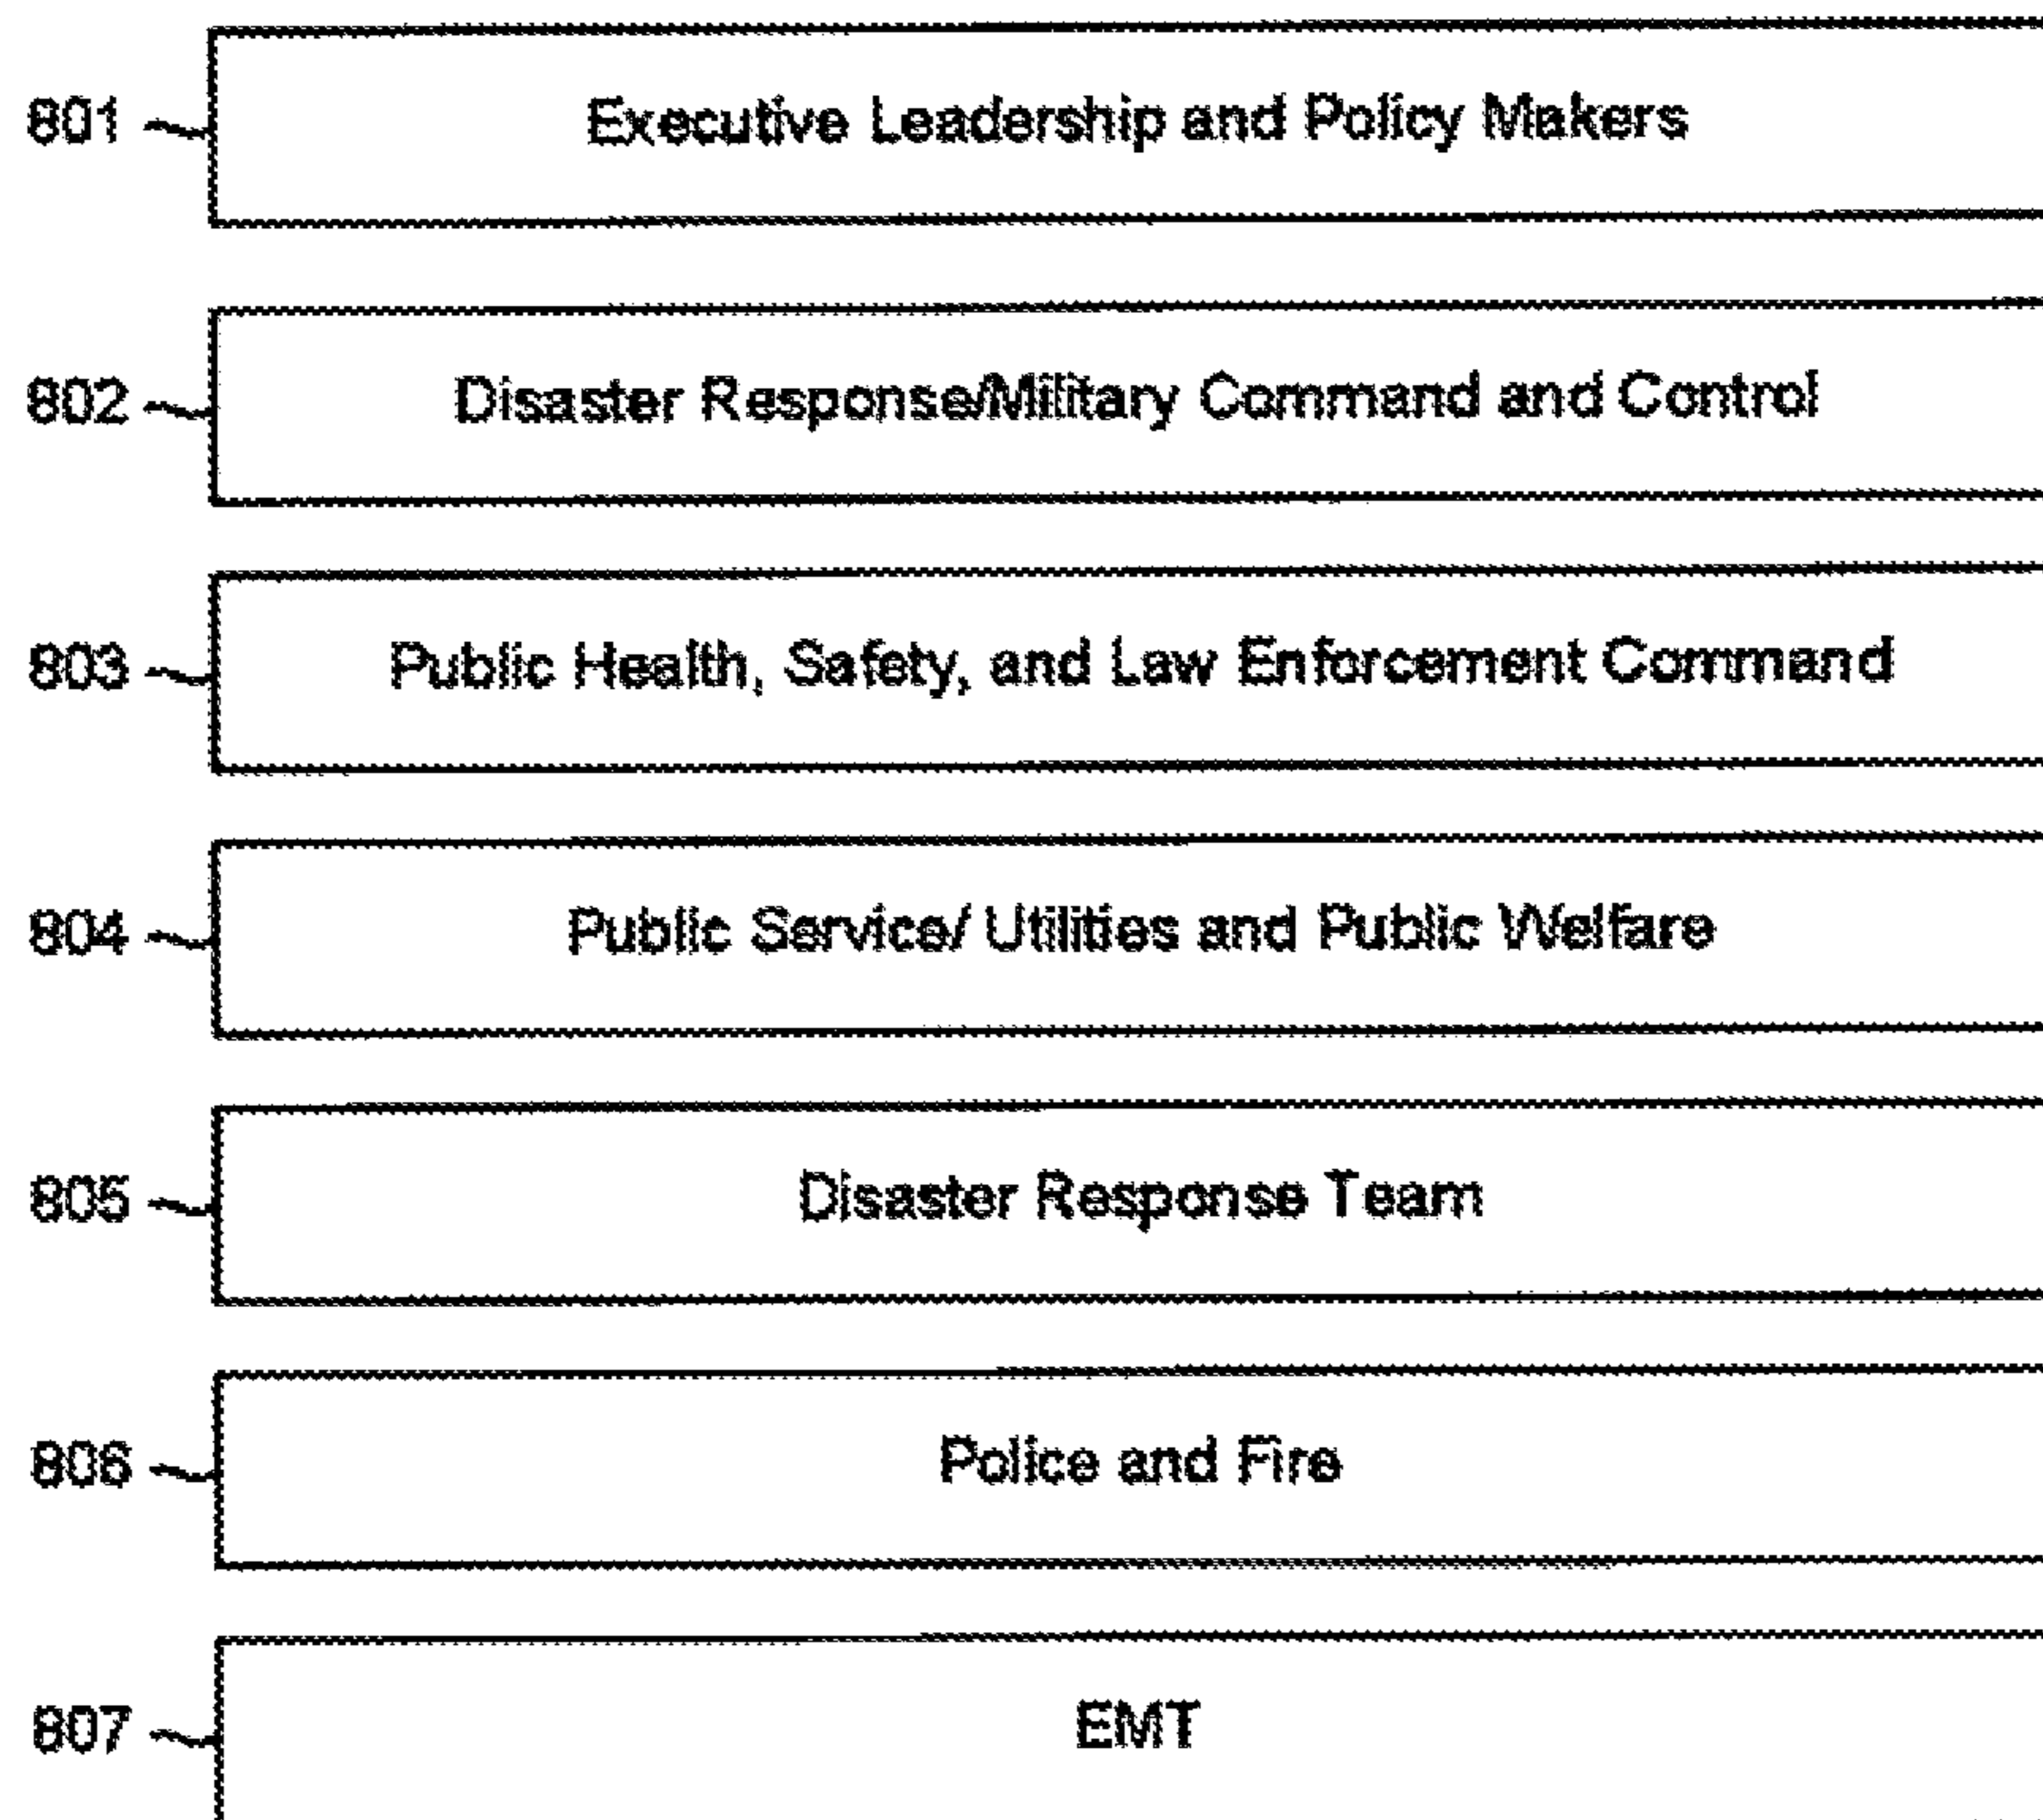 801 Executive Leadership and Policy Makers
802 Disaster Response/Military Command and Control
803 Public Health, Safety, and Law Enforcement Command
804 Public Service/ Utilities and Public Welfare
805 Disaster Response Team
806 Police and Fire
807 EMT